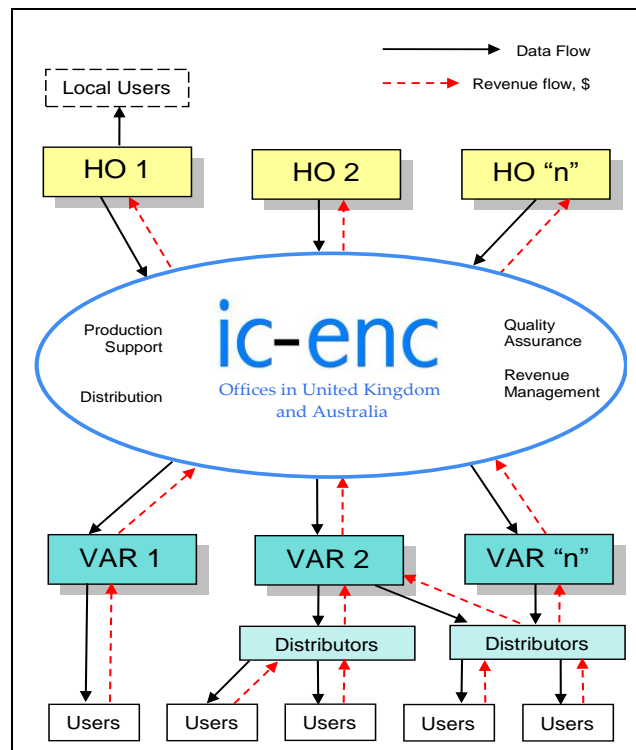 Data Flow
Revenue flow, $
Local Users
HO 1
HO 2
HO “n”
Production
Support
Distribution
ic-enc
Offices in United Kingdom
and Australia
Quality
Assurance
Revenue
Management
VAR 1
VAR 2
VAR “n”
Distributors
Distributors
Users
Users
Users
Users
Users